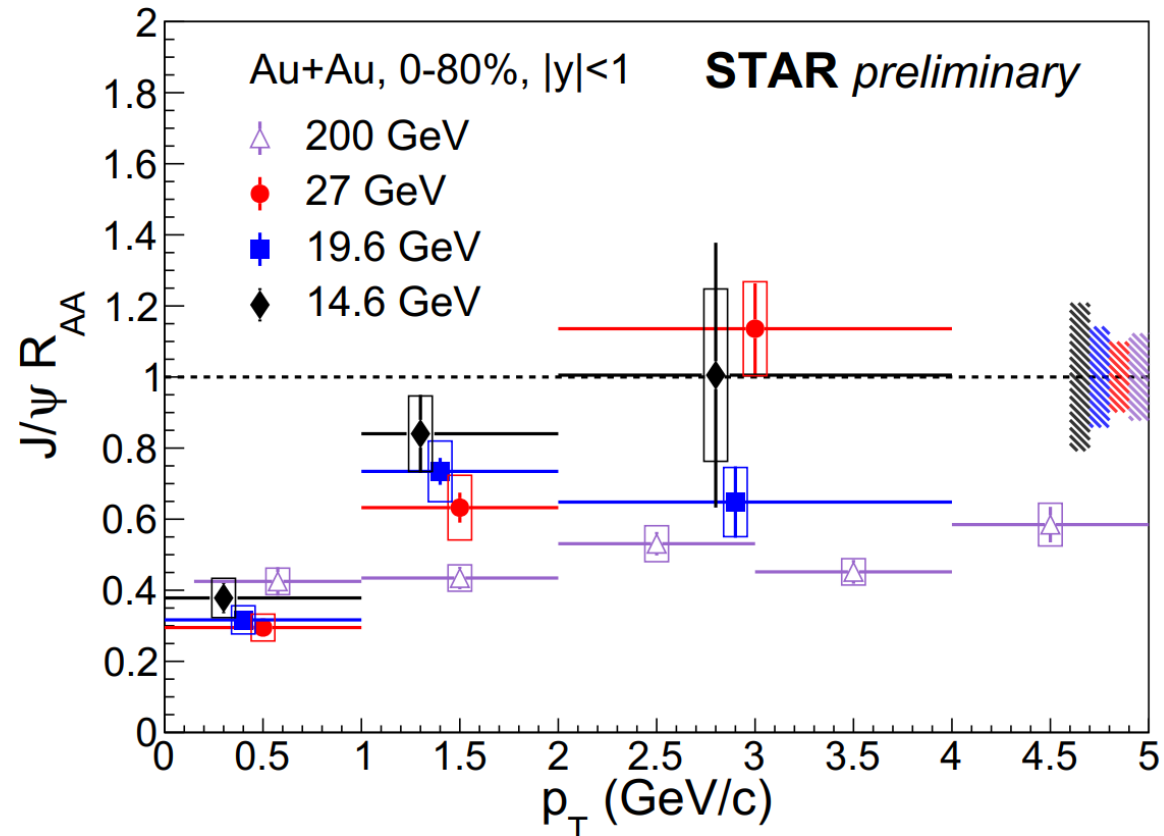 Au+Au, 0-80%, |y|<1
STAR preliminary
200 GeV
27 GeV
19.6 GeV
14.6 GeV
J/ψ R_AA
2
1.8
1.6
1.4
1.2
1
0.8
0.6
0.4
0.2
0
0 0.5 1 1.5 2 2.5 3 3.5 4 4.5 5
p_T (GeV/c)